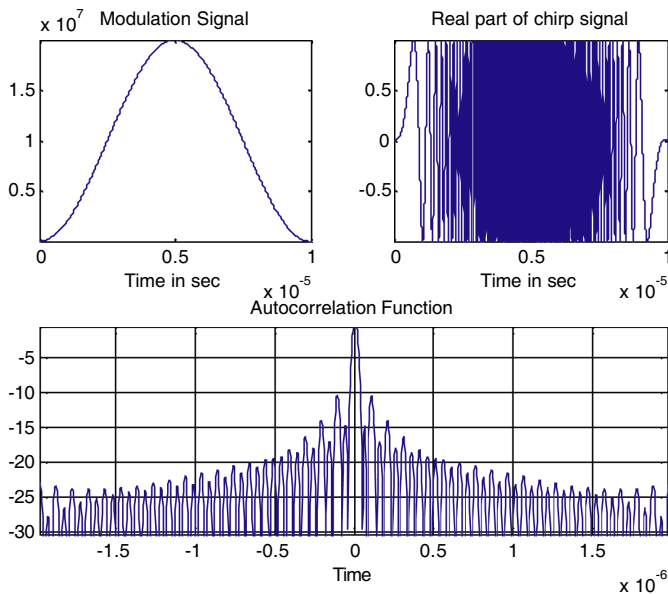 Modulation Signal
Real part of chirp signal
x 10^7
1.5
1.0
0.5
0
0.5
1
Time in sec
x 10^-5
0.5
0
-0.5
0
0.5
1
Time in sec
x 10^-5
Autocorrelation Function
-5
-10
-15
-20
-25
-30
-1.5
-1
-0.5
0
0.5
1
1.5
Time
x 10^-6